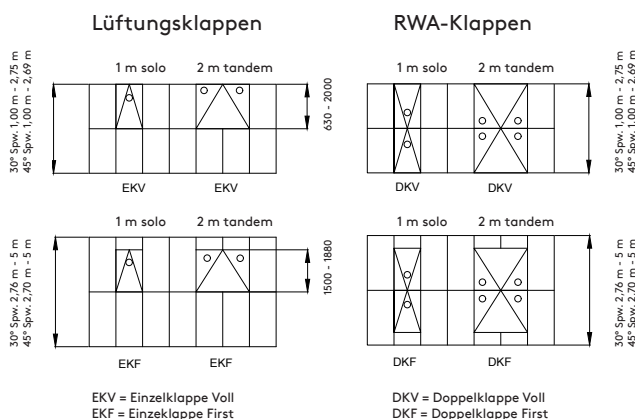 Lüftungsklappen
RWA-Klappen
30° Spw. 1,00 m - 2,75 m
45° Spw. 1,00 m - 2,69 m
1 m solo
2 m tandem
630 - 2000
EKV
EKV
1 m solo
2 m tandem
DKV
DKV
30° Spw. 1,00 m - 2,75 m
45° Spw. 1,00 m - 2,69 m
30° Spw. 2,76 m - 5 m
45° Spw. 2,70 m - 5 m
1 m solo
2 m tandem
1500 - 1880
EKF
EKF
1 m solo
2 m tandem
DKF
DKF
30° Spw. 2,76 m - 5 m
45° Spw. 2,70 m - 5 m
EKV = Einzelklappe Voll
EKF = Einzeklappe First
DKV = Doppelklappe Voll
DKF = Doppelklappe First